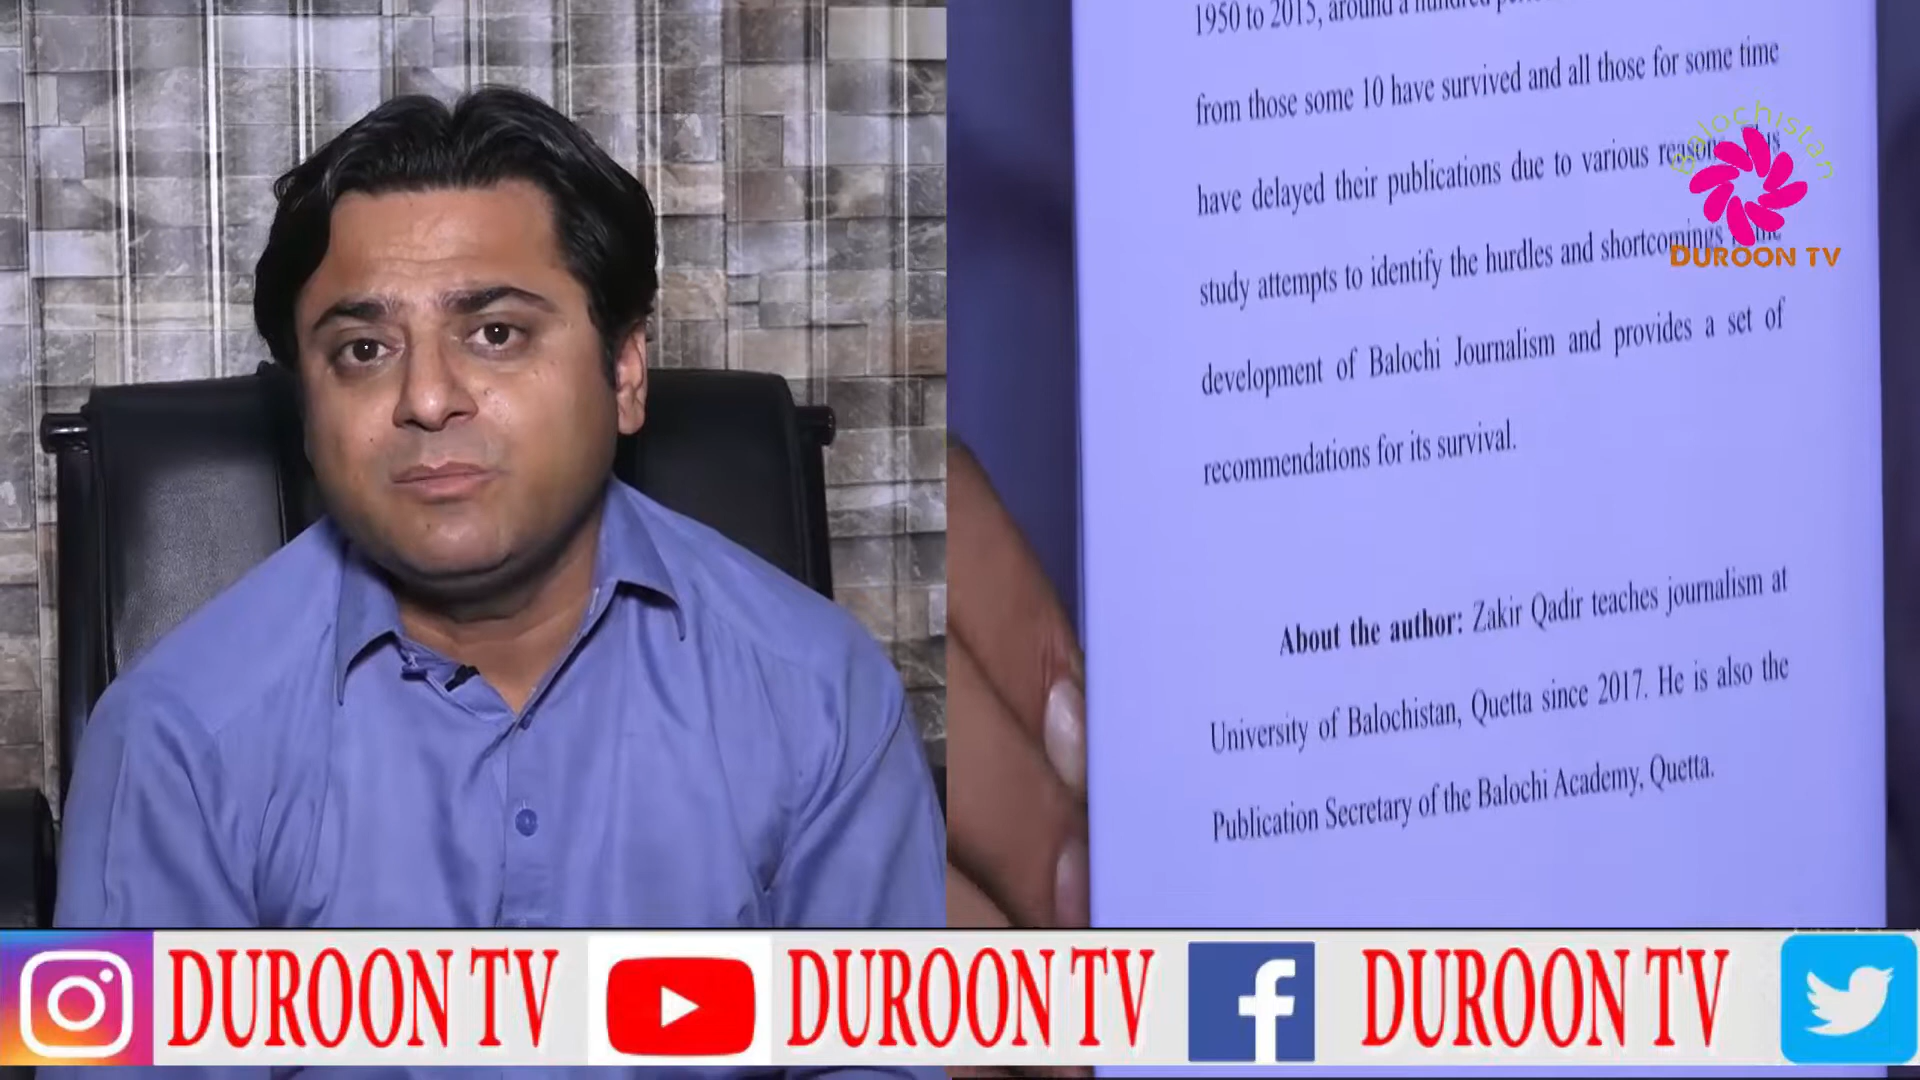 1950 to 2015, around a hundred
from those some 10 have survived and all those for some time
have delayed their publications due to various
study attempts to identify the hurdles and shortcomings
development of Balochi Journalism and provides a set of
recommendations for its survival.
About the author: Zakir Qadir teaches journalism at
University of Balochistan, Quetta since 2017. He is also the
Publication Secretary of the Balochi Academy, Quetta.
Balochistan
DUROON TV
DUROON TV DUROON TV f DUROON TV